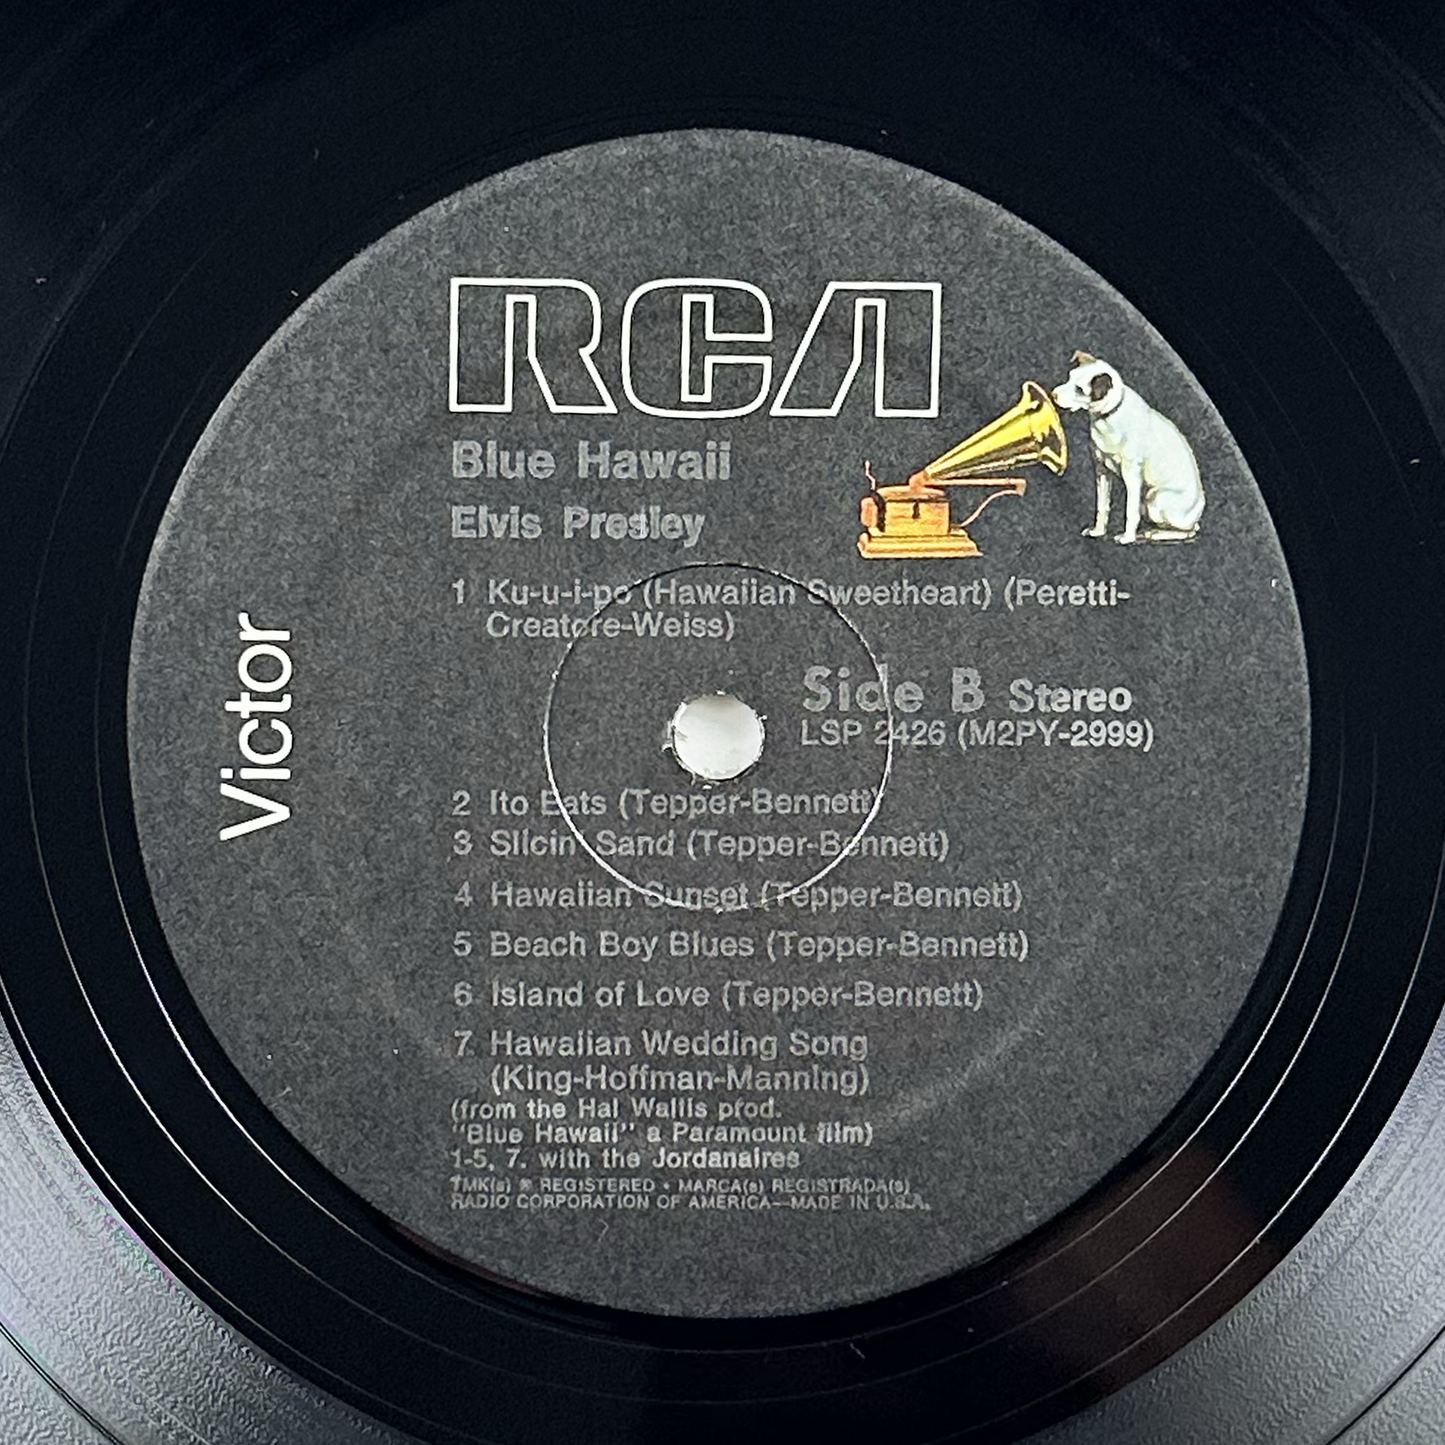 RCA
Blue Hawaii
Elvis Presley
1 Ku-u-i-po (Hawaiian Sweetheart) (Peretti-
Creatore-Weiss)
Side B Stereo
LSP 2426 (M2PY-2999)
Victor
2 Ito Eats (Tepper-Bennett)
3 Slicin' Sand (Tepper-Bennett)
4 Hawaiian Sunset (Tepper-Bennett)
5 Beach Boy Blues (Tepper-Bennett)
6 Island of Love (Tepper-Bennett)
7 Hawaiian Wedding Song
(King-Hoffman-Manning)
(from the Hal Wallis prod.
"Blue Hawaii" a Paramount film)
1-5, 7. with the Jordanaires
TMK(s) ® REGISTERED • MARCA(s) REGISTRADA(s)
RADIO CORPORATION OF AMERICA—MADE IN U.S.A.